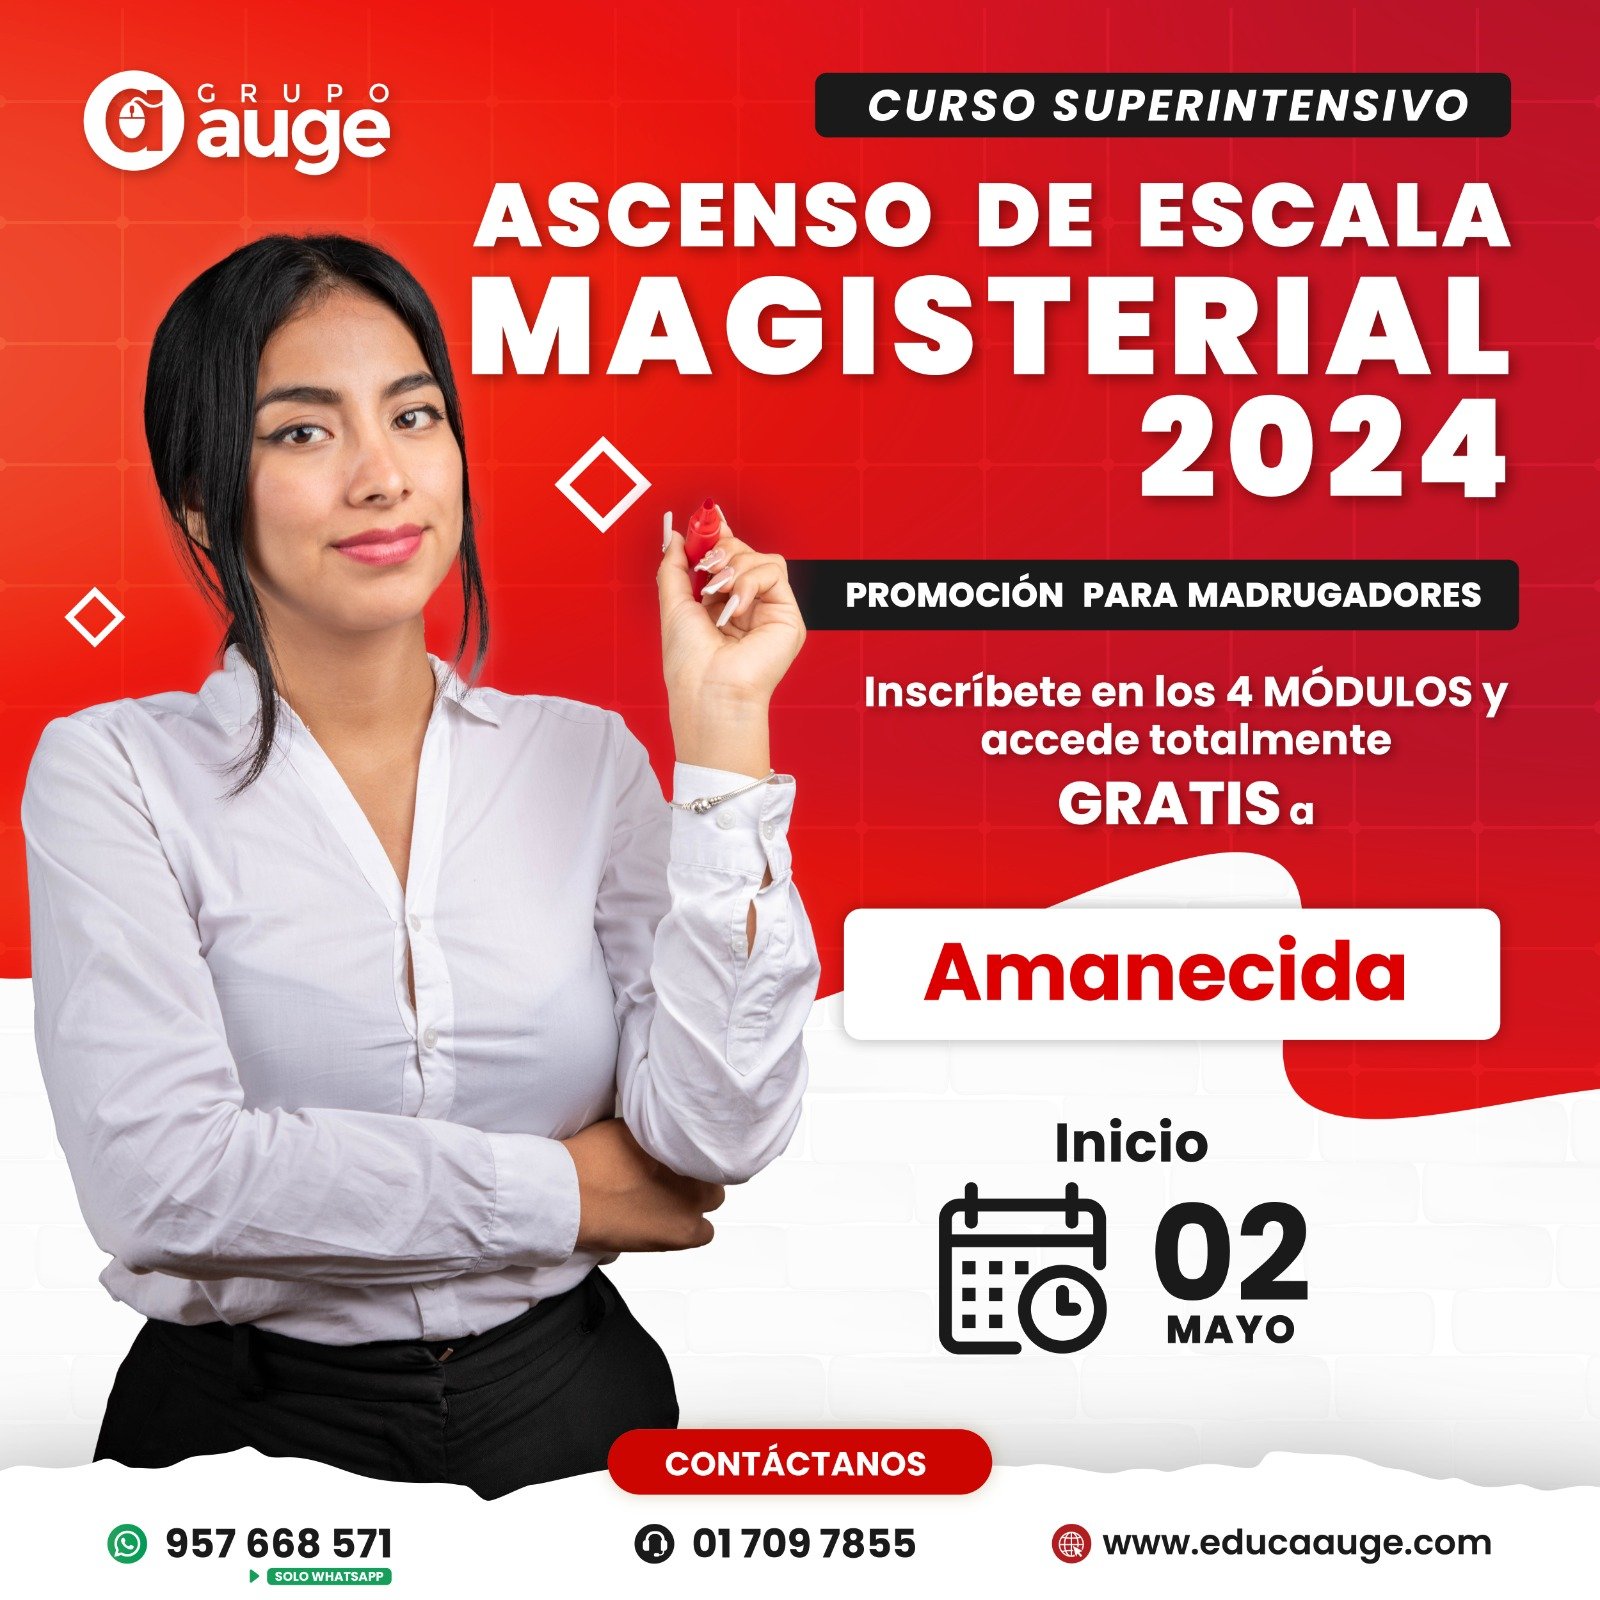 GRUPO
auge
CURSO SUPERINTENSIVO
ASCENSO DE ESCALA
MAGISTERIAL
2024
PROMOCIÓN PARA MADRUGADORES
Inscríbete en los 4 MÓDULOS y
accede totalmente
GRATIS a
Amanecida
Inicio
02
MAYO
CONTÁCTANOS
957 668 571
SOLO WHATSAPP
01 709 7855
www.educaauge.com